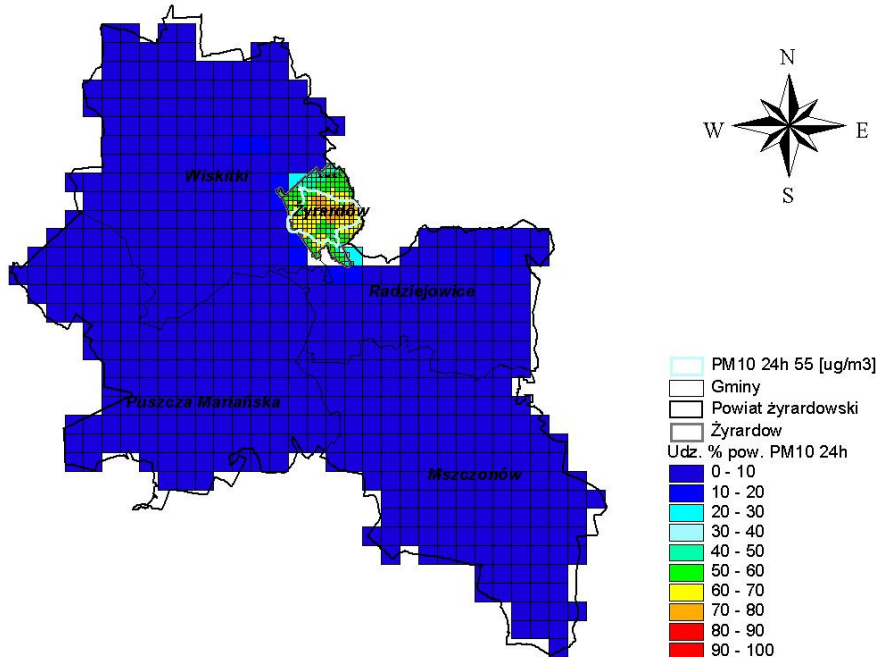 N
W
E
S
Wiskitki
Żyrardów
Radziejowice
Puszcza Mariańska
Mszczonów
PM10 24h 55 [ug/m3]
Gminy
Powiat żyrardowski
Żyrardow
Udz. % pow. PM10 24h
0 - 10
10 - 20
20 - 30
30 - 40
40 - 50
50 - 60
60 - 70
70 - 80
80 - 90
90 - 100